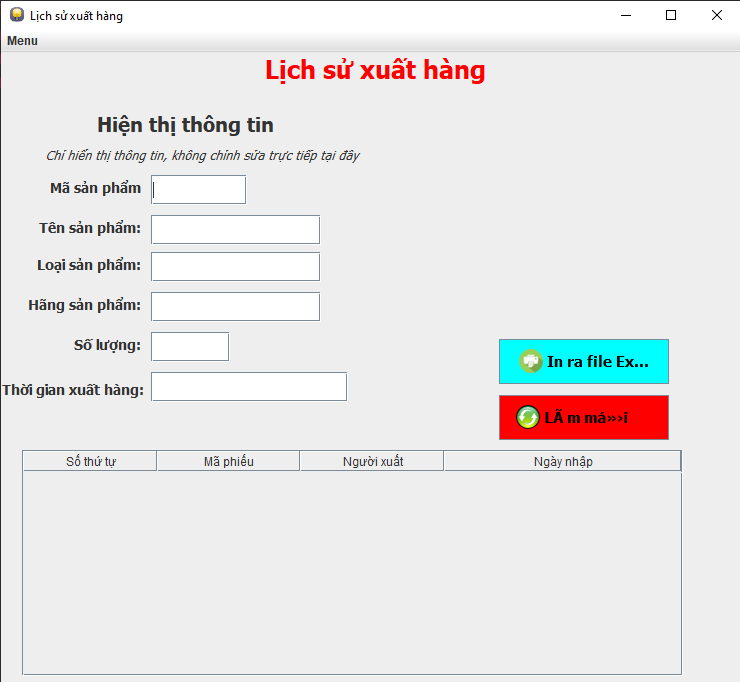 Lịch sử xuất hàng
Menu
Lịch sử xuất hàng
Hiện thị thông tin
Chỉ hiển thị thông tin, không chỉnh sửa trực tiếp tại đây
Mã sản phẩm
Tên sản phẩm:
Loại sản phẩm:
Hãng sản phẩm:
Số lượng:
Thời gian xuất hàng:
In ra file Ex...
LÃ m má»›i
Số thứ tự Mã phiếu Người xuất Ngày nhập